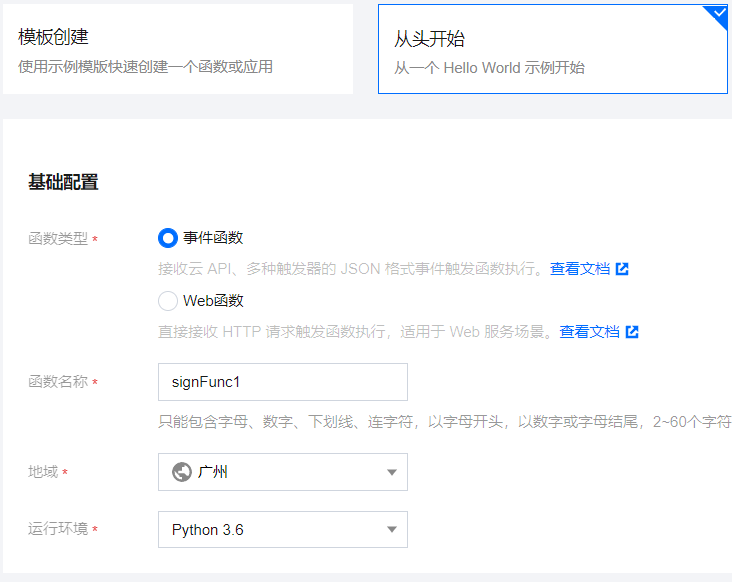 模板创建
使用示例模版快速创建一个函数或应用
从头开始
从一个 Hello World 示例开始
基础配置
函数类型 *
事件函数
接收云 API、多种触发器的 JSON 格式事件触发函数执行。查看文档
Web函数
直接接收 HTTP 请求触发函数执行，适用于 Web 服务场景。查看文档
函数名称 *
signFunc1
只能包含字母、数字、下划线、连字符，以字母开头，以数字或字母结尾，2~60个字符
地域 *
广州
运行环境 *
Python 3.6